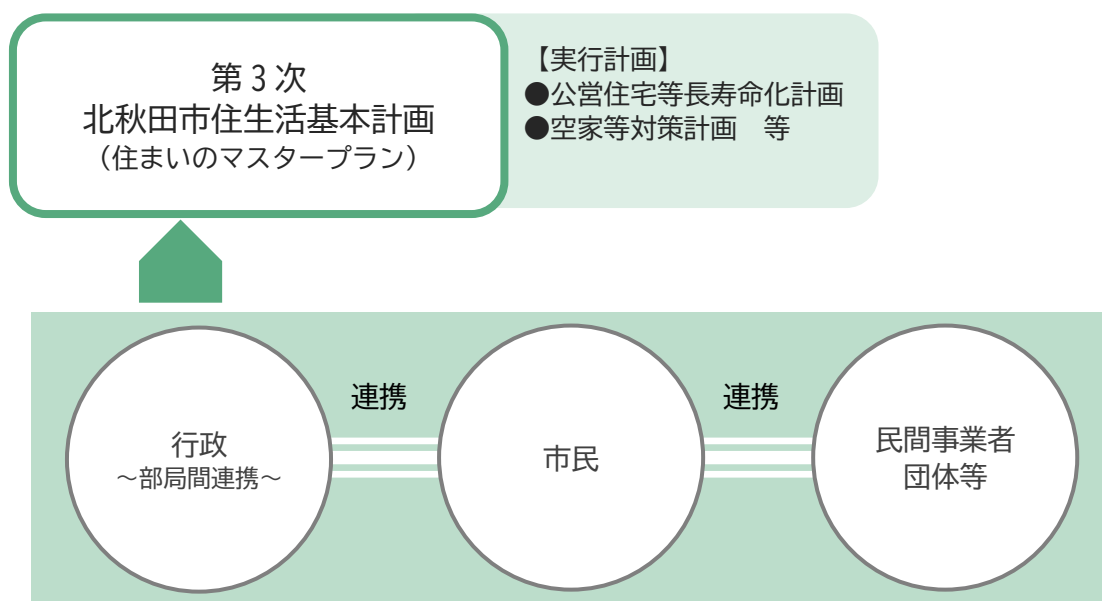 第3次
北秋田市住生活基本計画
（住まいのマスタープラン）
【実行計画】
●公営住宅等長寿命化計画
●空家等対策計画　等
連携
連携
行政
～部局間連携～
市民
民間事業者
団体等